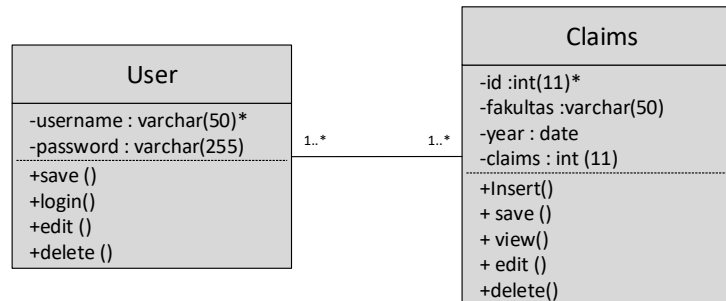 User
-username : varchar(50)*
-password : varchar(255)
+save ()
+login()
+edit ()
+delete ()
1..*
1..*
Claims
-id :int(11)*
-fakultas :varchar(50)
-year : date
-claims : int (11)
+Insert()
+ save ()
+ view()
+ edit ()
+delete()